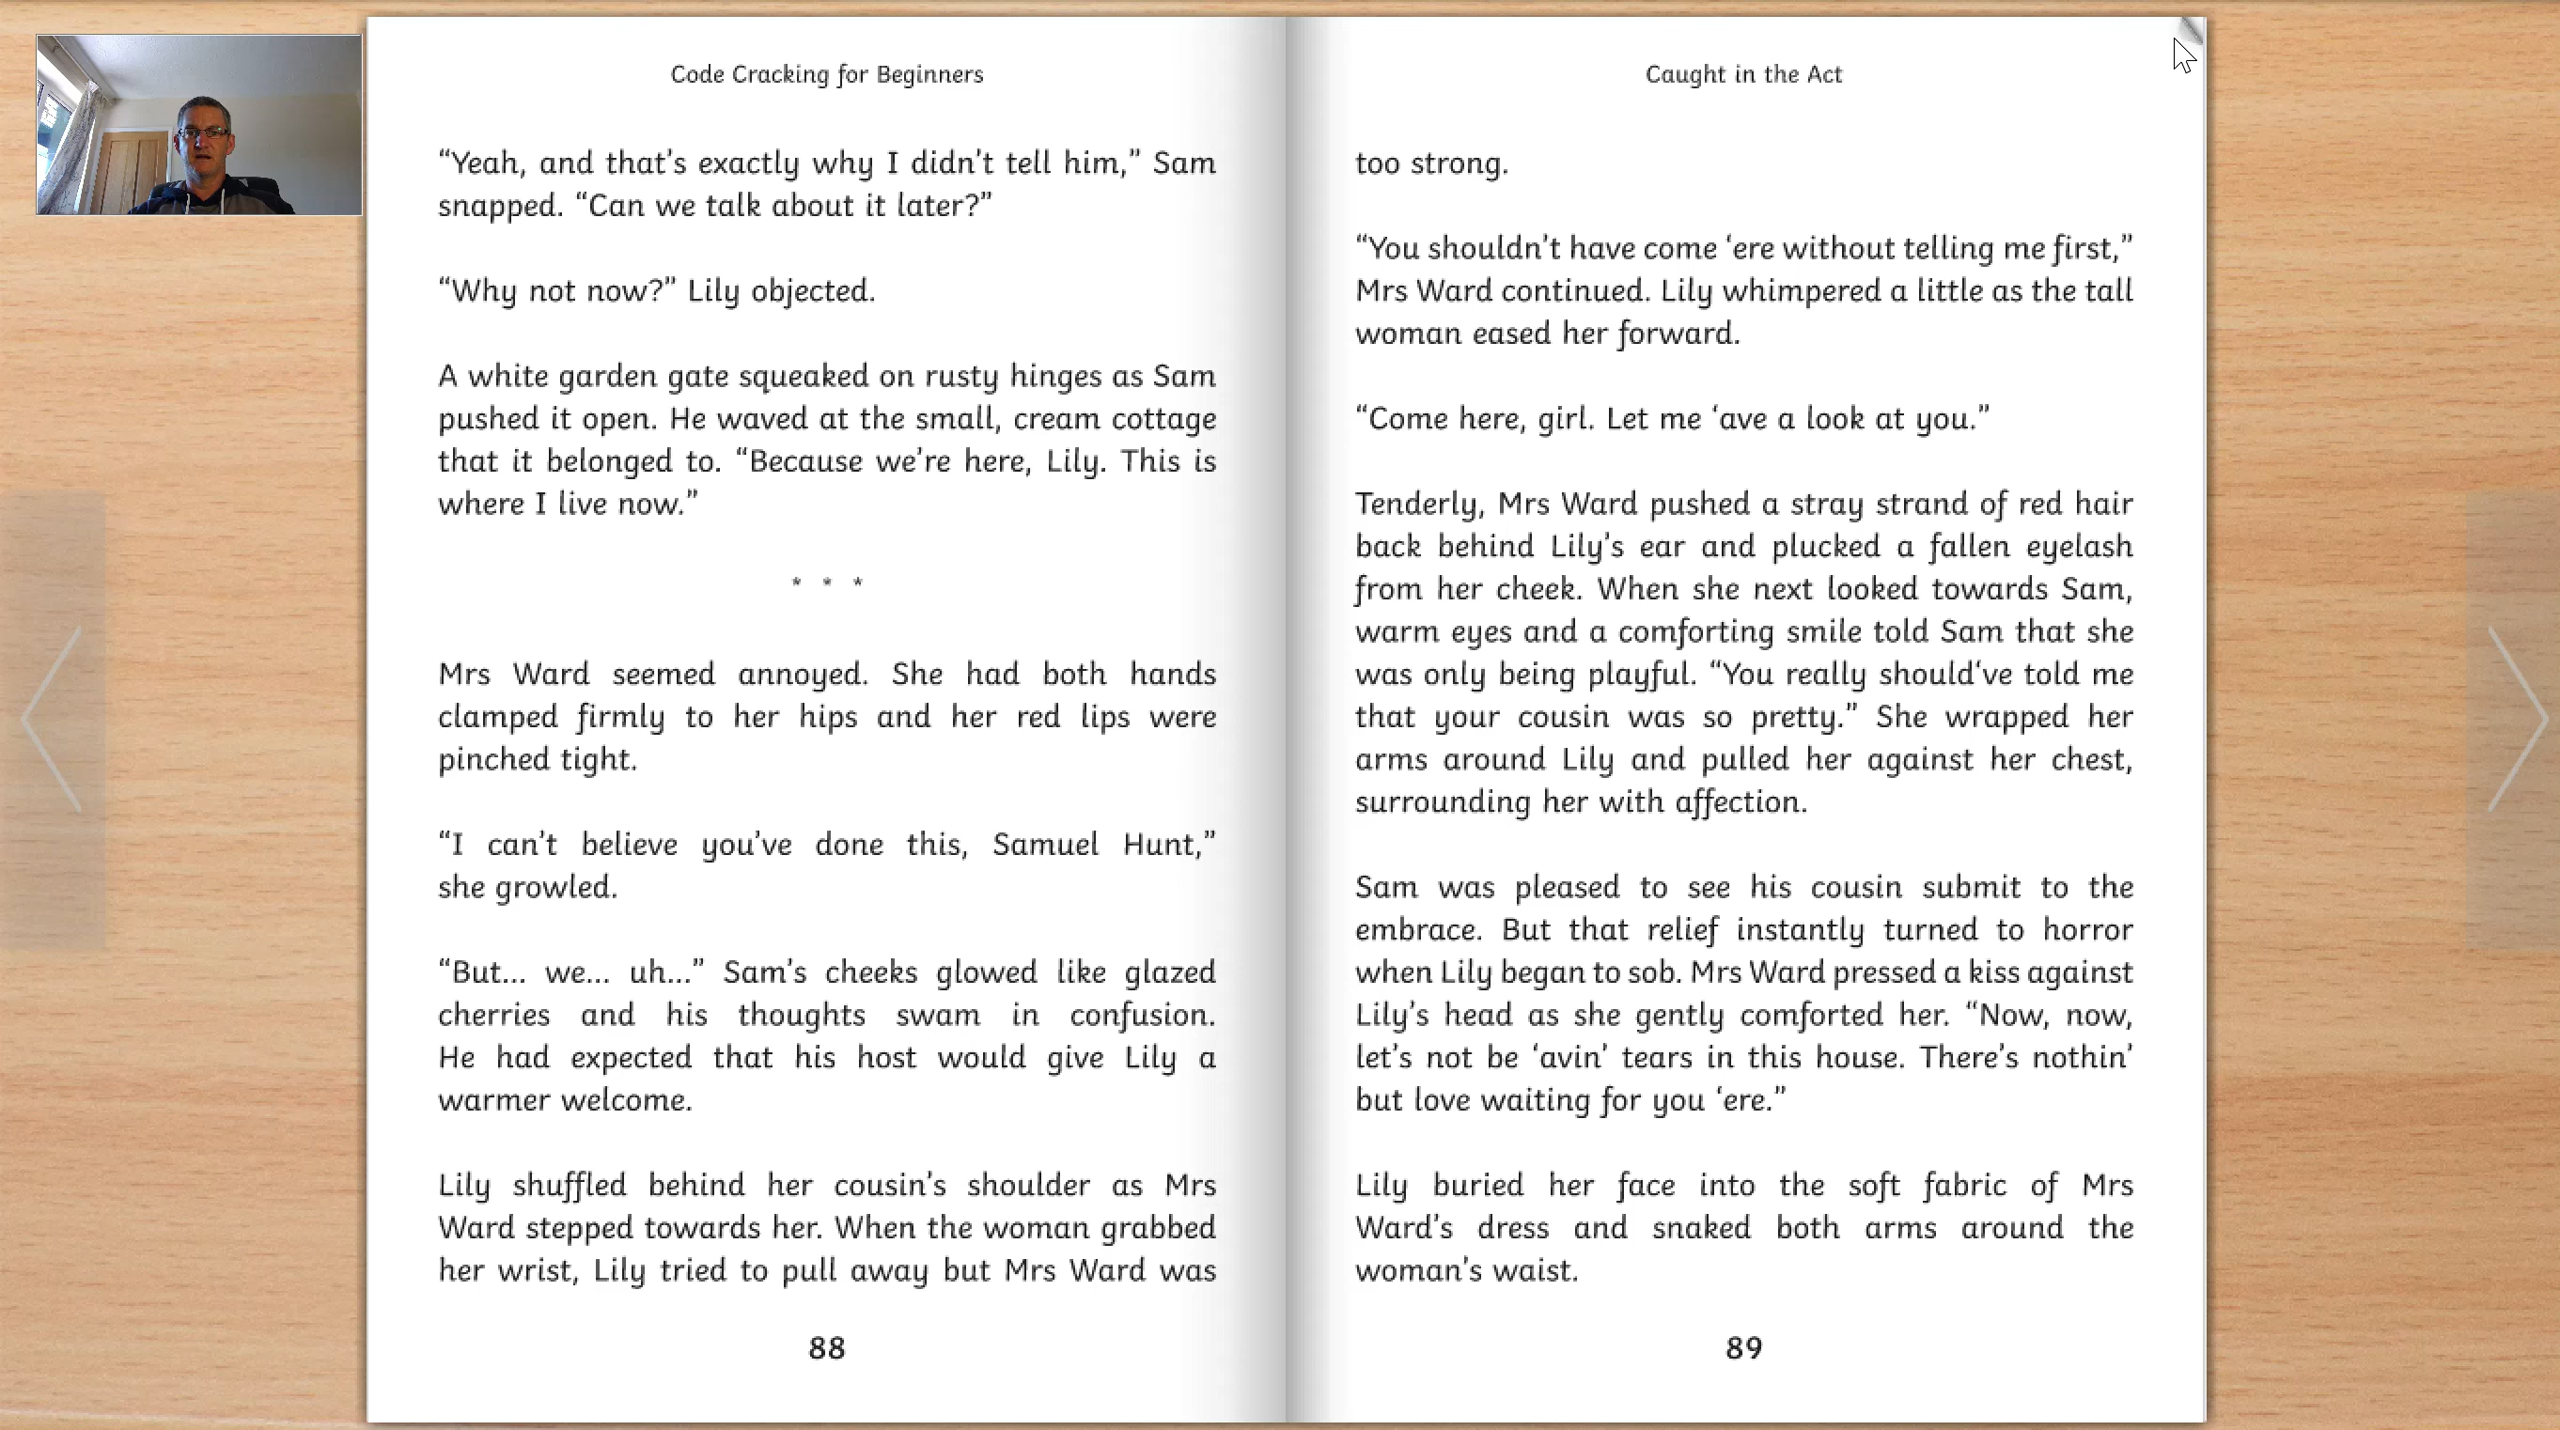 Code Cracking for Beginners
“Yeah, and that’s exactly why I didn’t tell him,” Sam
snapped. “Can we talk about it later?”
“Why not now?” Lily objected.
A white garden gate squeaked on rusty hinges as Sam
pushed it open. He waved at the small, cream cottage
that it belonged to. “Because we’re here, Lily. This is
where I live now.”
* * *
Mrs Ward seemed annoyed. She had both hands
clamped firmly to her hips and her red lips were
pinched tight.
“I can’t believe you’ve done this, Samuel Hunt,”
she growled.
“But... we... uh...” Sam’s cheeks glowed like glazed
cherries and his thoughts swam in confusion.
He had expected that his host would give Lily a
warmer welcome.
Lily shuffled behind her cousin’s shoulder as Mrs
Ward stepped towards her. When the woman grabbed
her wrist, Lily tried to pull away but Mrs Ward was
88
Caught in the Act
too strong.
“You shouldn’t have come ‘ere without telling me first,”
Mrs Ward continued. Lily whimpered a little as the tall
woman eased her forward.
“Come here, girl. Let me ‘ave a look at you.”
Tenderly, Mrs Ward pushed a stray strand of red hair
back behind Lily’s ear and plucked a fallen eyelash
from her cheek. When she next looked towards Sam,
warm eyes and a comforting smile told Sam that she
was only being playful. “You really should‘ve told me
that your cousin was so pretty.” She wrapped her
arms around Lily and pulled her against her chest,
surrounding her with affection.
Sam was pleased to see his cousin submit to the
embrace. But that relief instantly turned to horror
when Lily began to sob. Mrs Ward pressed a kiss against
Lily’s head as she gently comforted her. “Now, now,
let’s not be ‘avin’ tears in this house. There’s nothin’
but love waiting for you ‘ere.”
Lily buried her face into the soft fabric of Mrs
Ward’s dress and snaked both arms around the
woman’s waist.
89